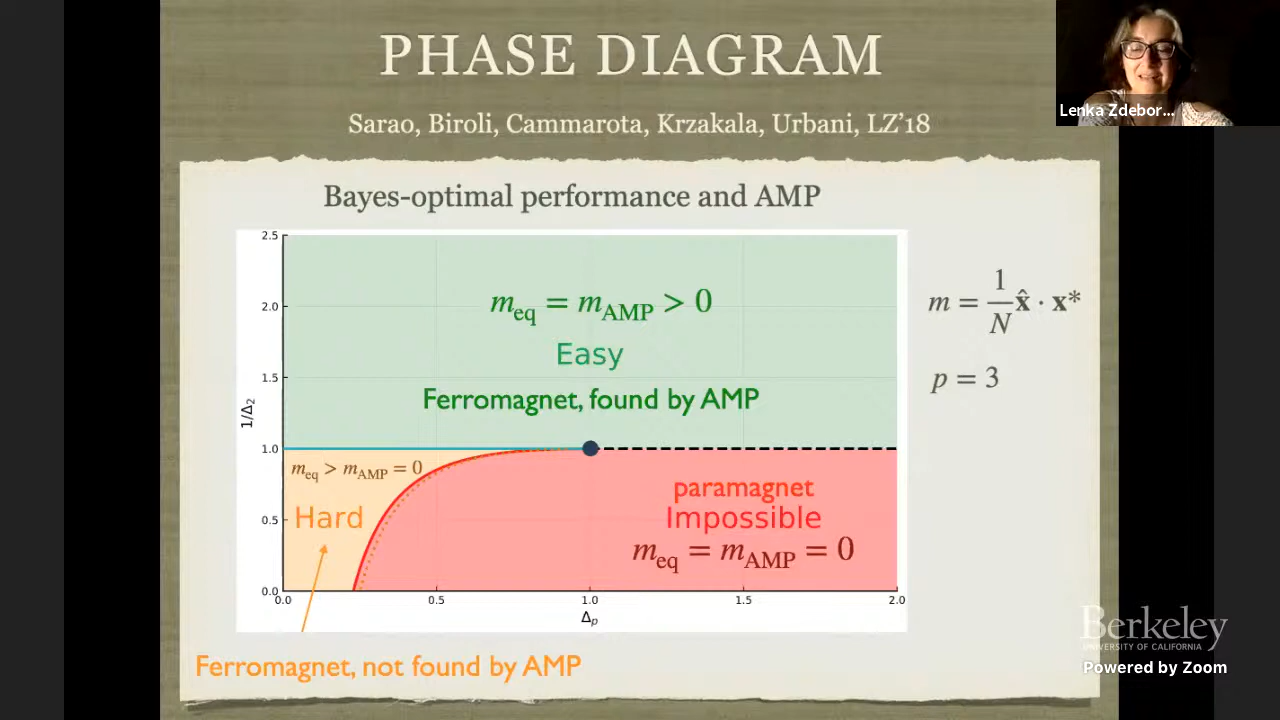 PHASE DIAGRAM
Lenka Zdebor...
Sarao, Biroli, Cammarota, Krzakala, Urbani, LZ'18
Bayes-optimal performance and AMP
2.5
m_eq = m_AMP > 0
m = 1/N x̂ · x*
2.0
Easy
1.5
p = 3
Ferromagnet, found by AMP
1/Δ₂
1.0
m_eq > m_AMP = 0
paramagnet
Hard
0.5
Impossible
m_eq = m_AMP = 0
0.0
0.0 0.5 1.0 1.5 2.0
Δₚ
Berkeley
UNIVERSITY OF CALIFORNIA
Ferromagnet, not found by AMP
Powered by Zoom